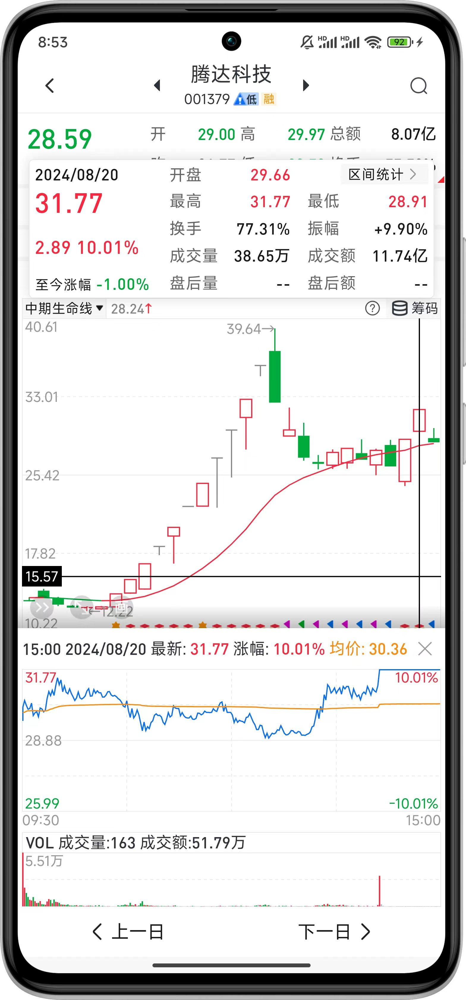 8:53 HD HD 92
腾达科技
001379 低 融
28.59 开 29.00 高 29.97 总额 8.07亿
2024/08/20 开盘 29.66 区间统计
31.77 最高 31.77 最低 28.91
换手 77.31% 振幅 +9.90%
2.89 10.01% 成交量 38.65万 成交额 11.74亿
至今涨幅 -1.00% 盘后量 -- 盘后额 --
中期生命线 28.24↑ ? 筹码
40.61
39.64→
33.01
25.42
17.82
15.57
←12.22
画
10.22
15:00 2024/08/20 最新: 31.77 涨幅: 10.01% 均价: 30.36
31.77 10.01%
28.88
25.99 -10.01%
09:30 15:00
VOL 成交量:163 成交额:51.79万
5.51万
上一日 下一日